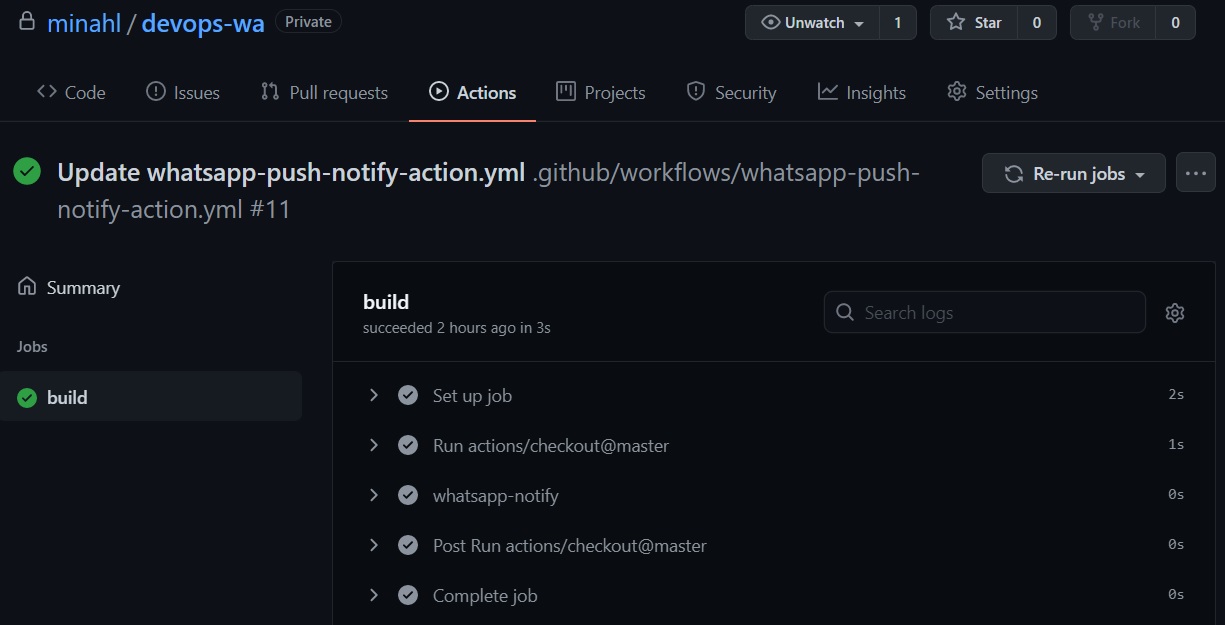 minahl / devops-wa Private Unwatch 1 Star 0 Fork 0
Code Issues Pull requests Actions Projects Security Insights Settings
Update whatsapp-push-notify-action.yml .github/workflows/whatsapp-push-
notify-action.yml #11
Re-run jobs
Summary
Jobs
build
build
succeeded 2 hours ago in 3s
Search logs
Set up job 2s
Run actions/checkout@master 1s
whatsapp-notify 0s
Post Run actions/checkout@master 0s
Complete job 0s